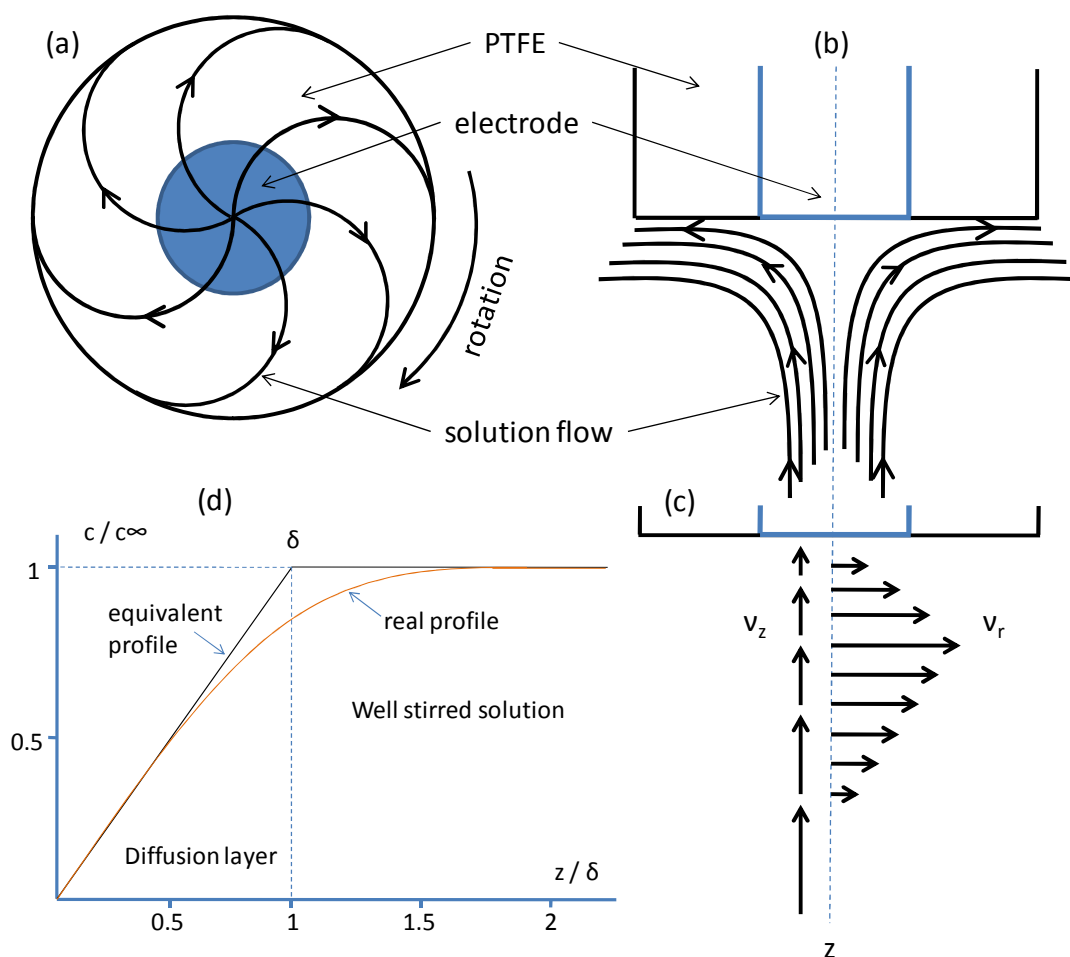 (a)
PTFE
(b)
electrode
rotation
solution flow
(d)
(c)
c / c∞
δ
1
equivalent
profile
real profile
ν_z
ν_r
Well stirred solution
0.5
Diffusion layer
z / δ
0.5
1
1.5
2
z